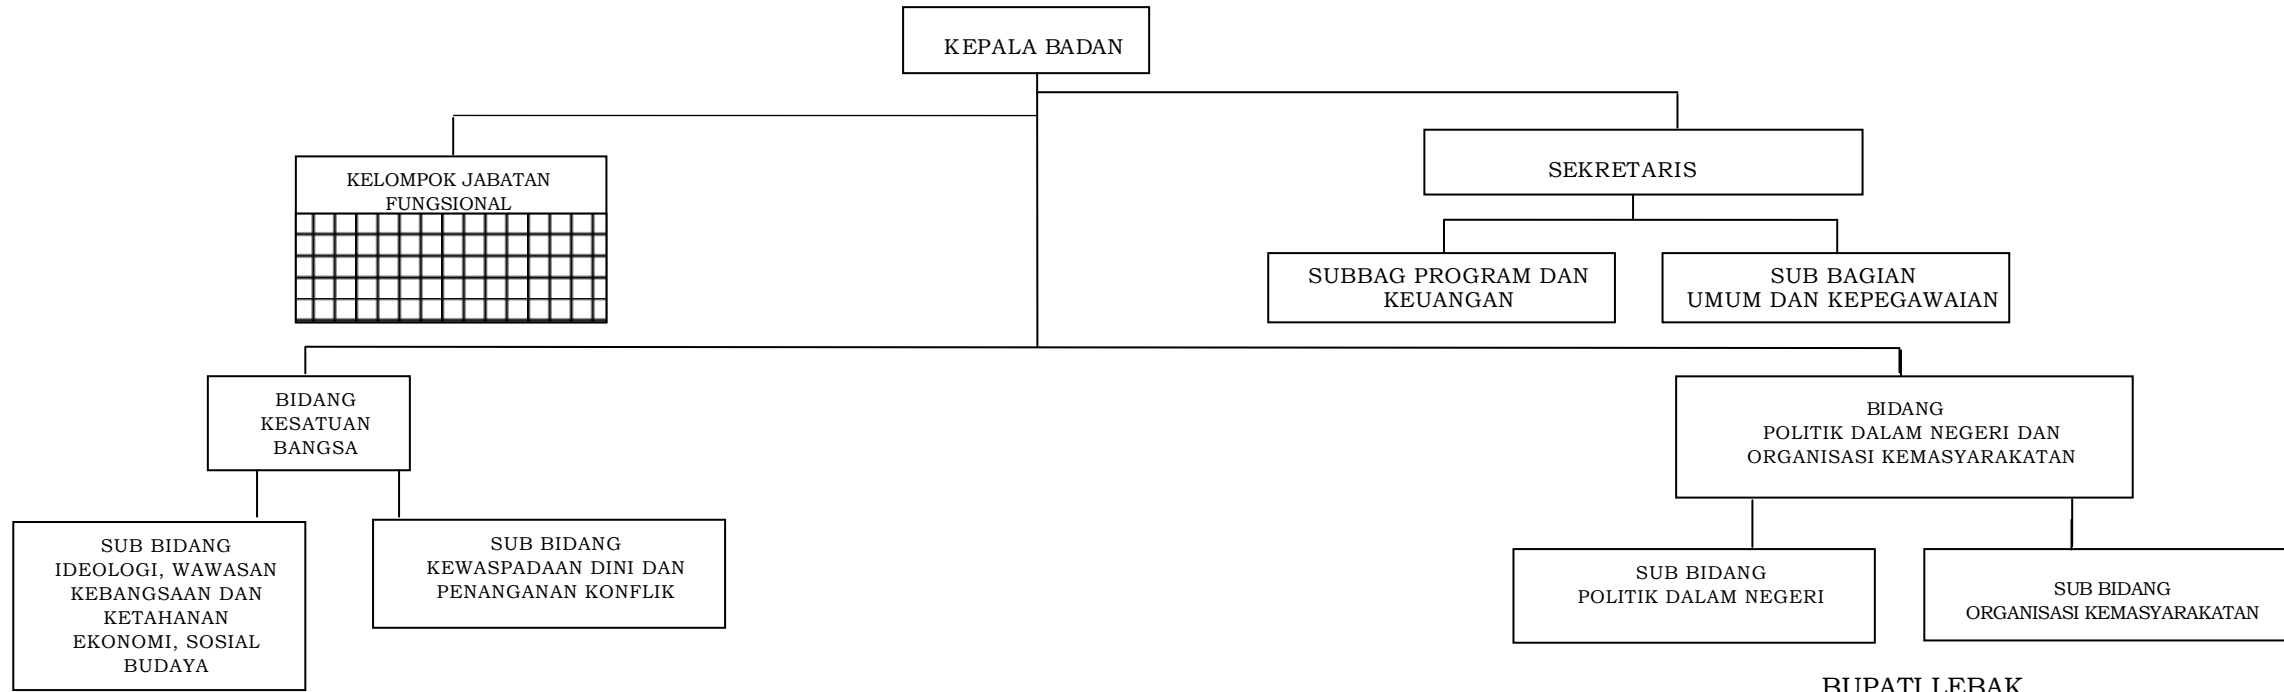 KEPALA BADAN
SEKRETARIS
KELOMPOK JABATAN
FUNGSIONAL
SUBBAG PROGRAM DAN
KEUANGAN
SUB BAGIAN
UMUM DAN KEPEGAWAIAN
BIDANG
KESATUAN
BANGSA
BIDANG
POLITIK DALAM NEGERI DAN
ORGANISASI KEMASYARAKATAN
SUB BIDANG
IDEOLOGI, WAWASAN
KEBANGSAAN DAN
KETAHANAN
EKONOMI, SOSIAL
BUDAYA
SUB BIDANG
KEWASPADAAN DINI DAN
PENANGANAN KONFLIK
SUB BIDANG
POLITIK DALAM NEGERI
SUB BIDANG
ORGANISASI KEMASYARAKATAN
BUPATI LEBAK